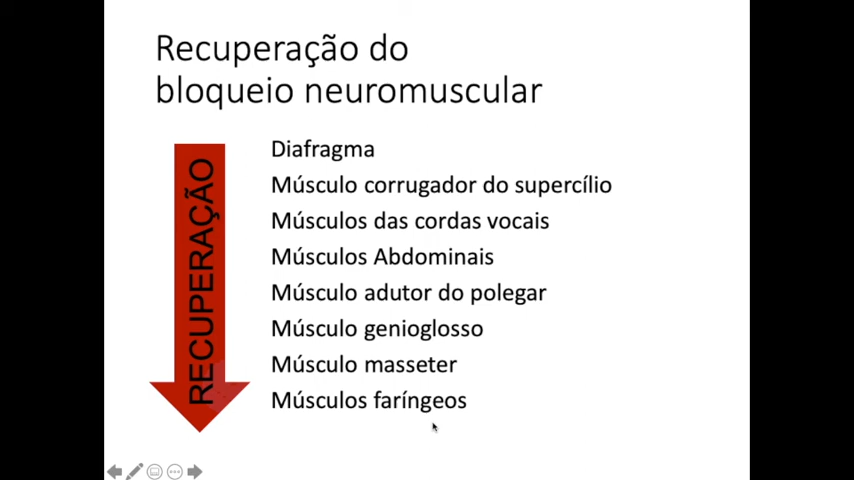 Recuperação do
bloqueio neuromuscular
RECUPERAÇÃO
Diafragma
Músculo corrugador do supercílio
Músculos das cordas vocais
Músculos Abdominais
Músculo adutor do polegar
Músculo genioglosso
Músculo masseter
Músculos faríngeos